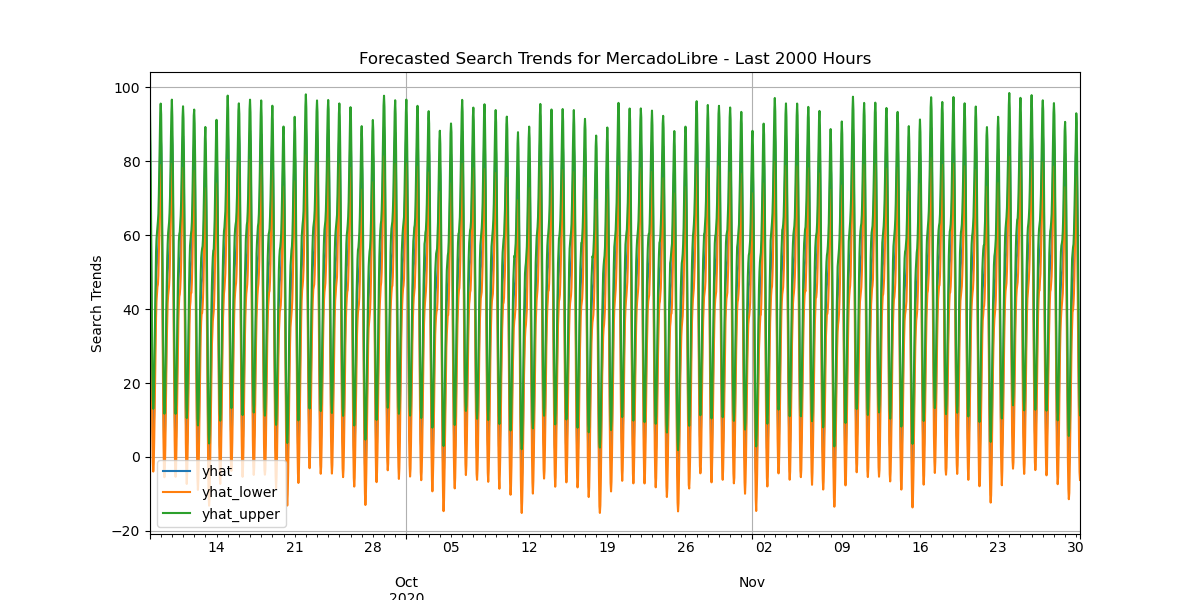 Forecasted Search Trends for MercadoLibre - Last 2000 Hours
100
80
60
40
20
0
−20
Search Trends
yhat
yhat_lower
yhat_upper
14 21 28 05 12 19 26 02 09 16 23 30
Oct Nov
2020